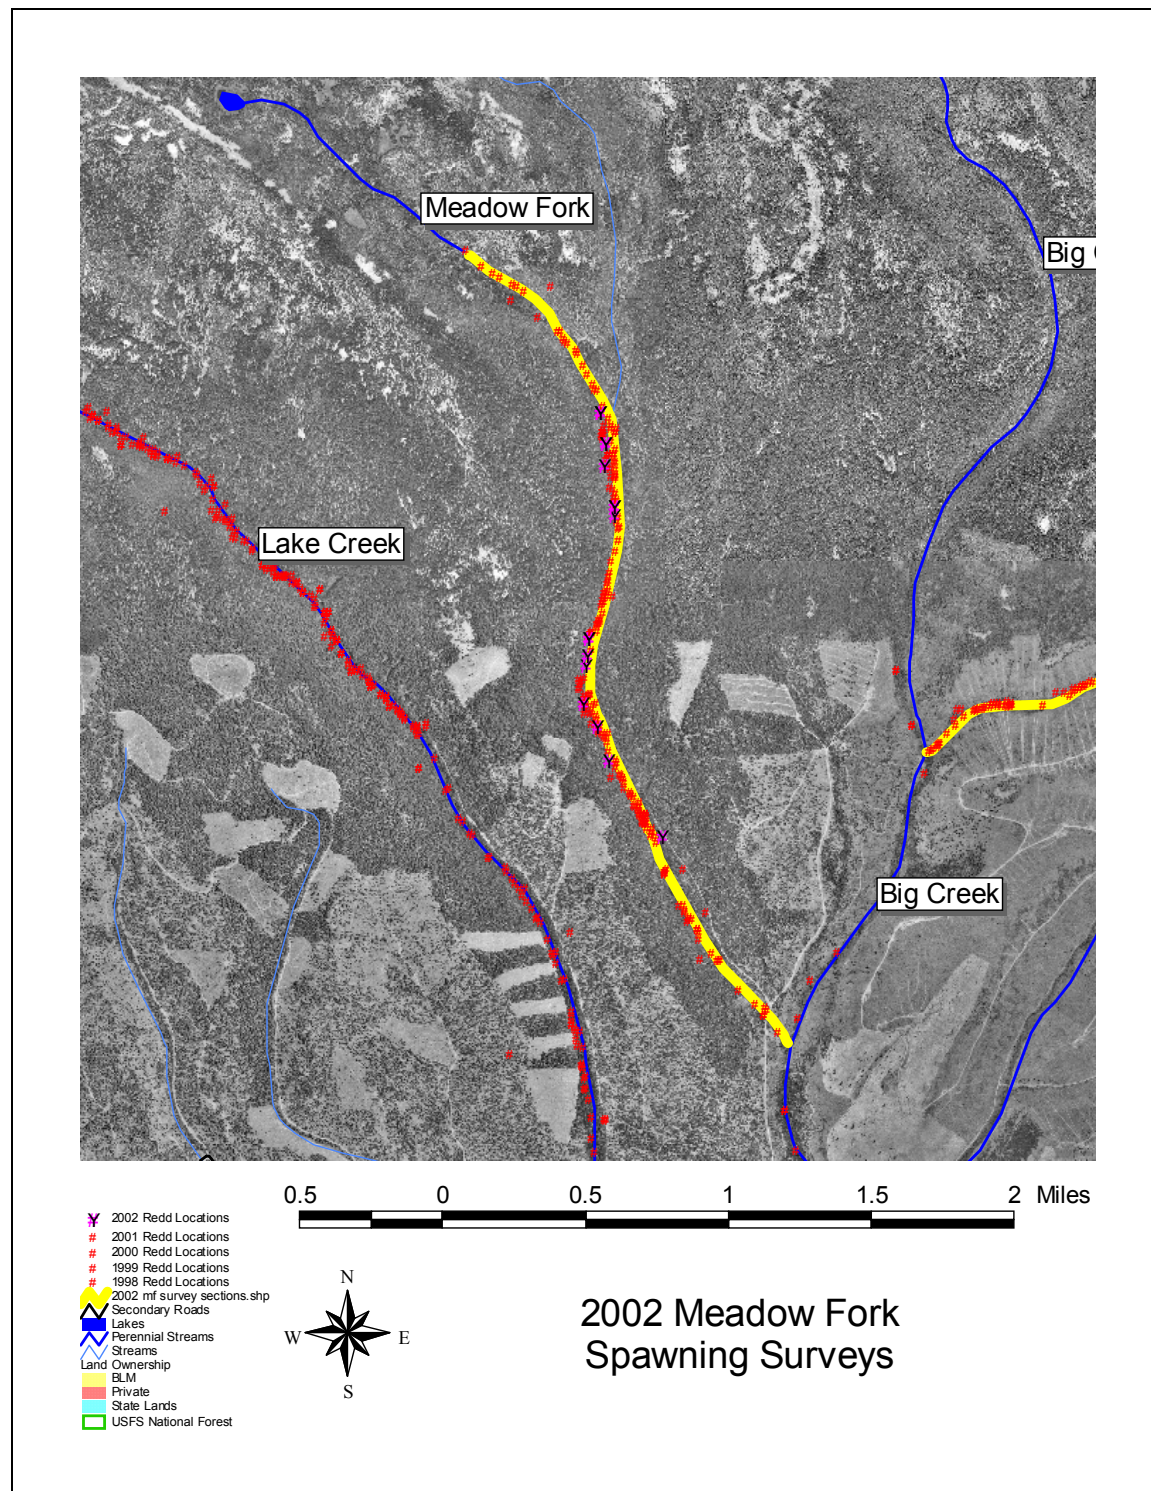 Meadow Fork
Big C
Lake Creek
Big Creek
0.5 0 0.5 1 1.5 2 Miles
2002 Redd Locations
# 2001 Redd Locations
# 2000 Redd Locations
# 1999 Redd Locations
# 1998 Redd Locations
2002 mf survey sections.shp
Secondary Roads
Lakes
Perennial Streams
Streams
Land Ownership
BLM
Private
State Lands
USFS National Forest
N
W E
S
2002 Meadow Fork
Spawning Surveys